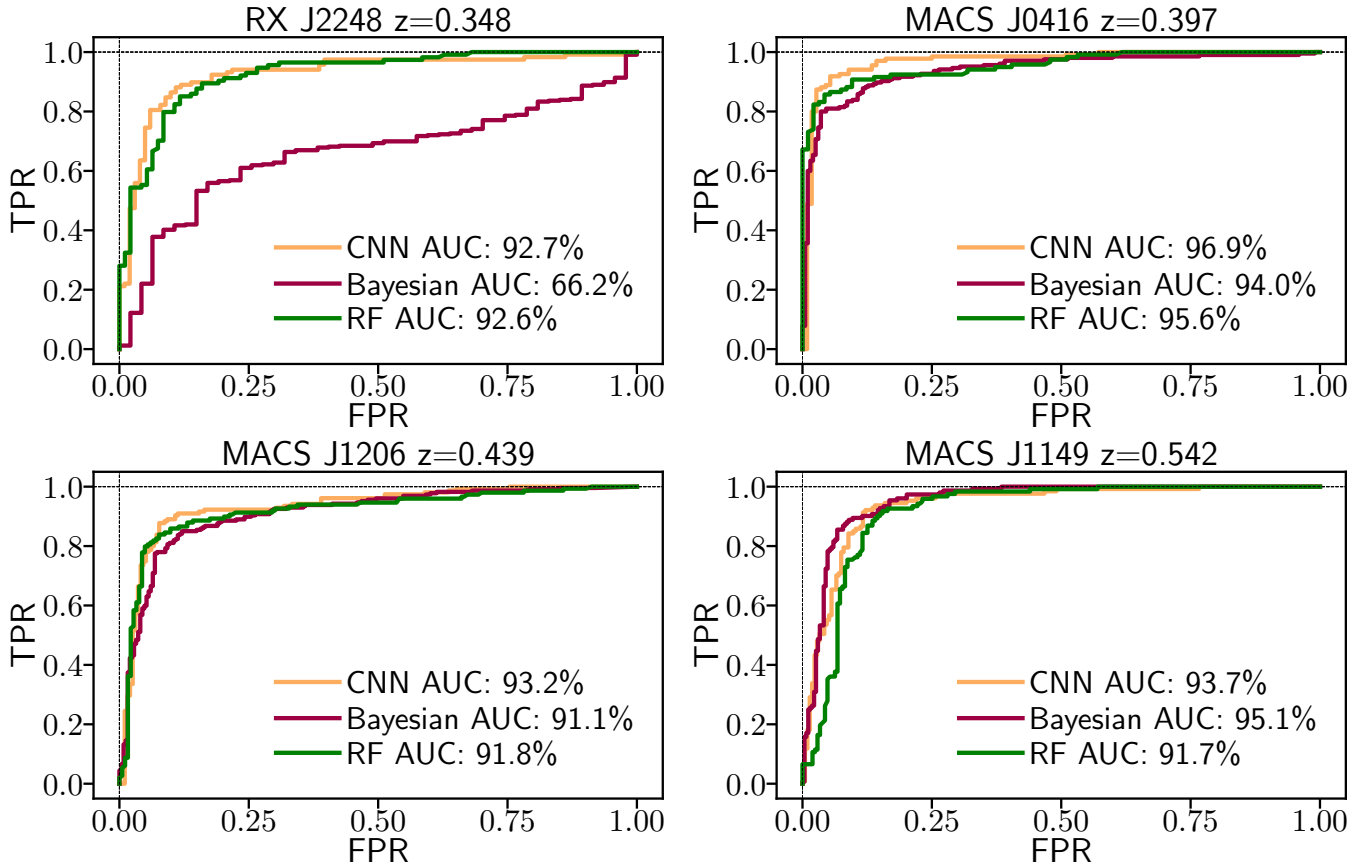 RX J2248 z=0.348
1.0
0.8
0.6
0.4
0.2
0.0
TPR
CNN AUC: 92.7%
Bayesian AUC: 66.2%
RF AUC: 92.6%
0.00 0.25 0.50 0.75 1.00
FPR
MACS J0416 z=0.397
1.0
0.8
0.6
0.4
0.2
0.0
TPR
CNN AUC: 96.9%
Bayesian AUC: 94.0%
RF AUC: 95.6%
0.00 0.25 0.50 0.75 1.00
FPR
MACS J1206 z=0.439
1.0
0.8
0.6
0.4
0.2
0.0
TPR
CNN AUC: 93.2%
Bayesian AUC: 91.1%
RF AUC: 91.8%
0.00 0.25 0.50 0.75 1.00
FPR
MACS J1149 z=0.542
1.0
0.8
0.6
0.4
0.2
0.0
TPR
CNN AUC: 93.7%
Bayesian AUC: 95.1%
RF AUC: 91.7%
0.00 0.25 0.50 0.75 1.00
FPR